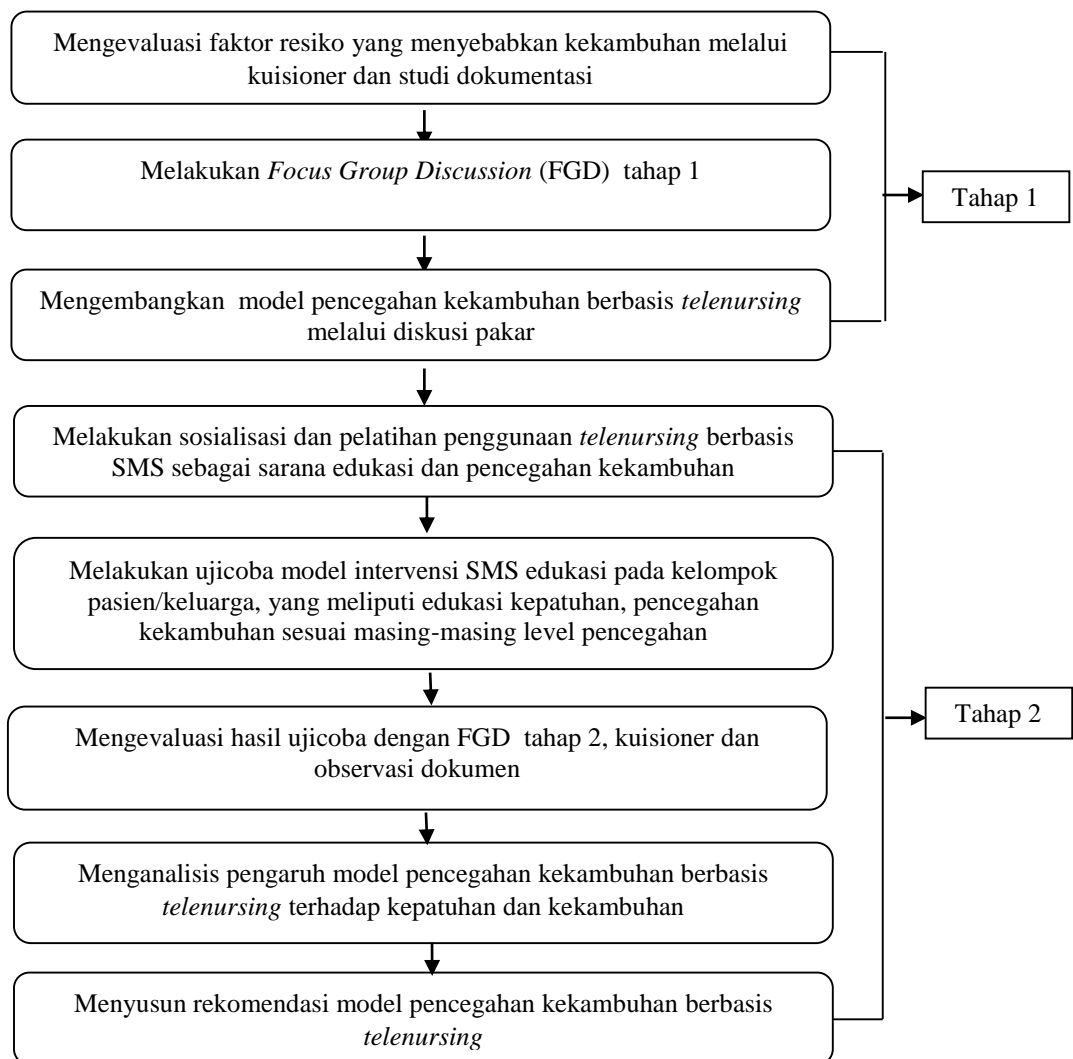 Mengevaluasi faktor resiko yang menyebabkan kekambuhan melalui
kuisioner dan studi dokumentasi
Melakukan Focus Group Discussion (FGD) tahap 1
Tahap 1
Mengembangkan model pencegahan kekambuhan berbasis telenursing
melalui diskusi pakar
Melakukan sosialisasi dan pelatihan penggunaan telenursing berbasis
SMS sebagai sarana edukasi dan pencegahan kekambuhan
Melakukan ujicoba model intervensi SMS edukasi pada kelompok
pasien/keluarga, yang meliputi edukasi kepatuhan, pencegahan
kekambuhan sesuai masing-masing level pencegahan
Tahap 2
Mengevaluasi hasil ujicoba dengan FGD tahap 2, kuisioner dan
observasi dokumen
Menganalisis pengaruh model pencegahan kekambuhan berbasis
telenursing terhadap kepatuhan dan kekambuhan
Menyusun rekomendasi model pencegahan kekambuhan berbasis
telenursing